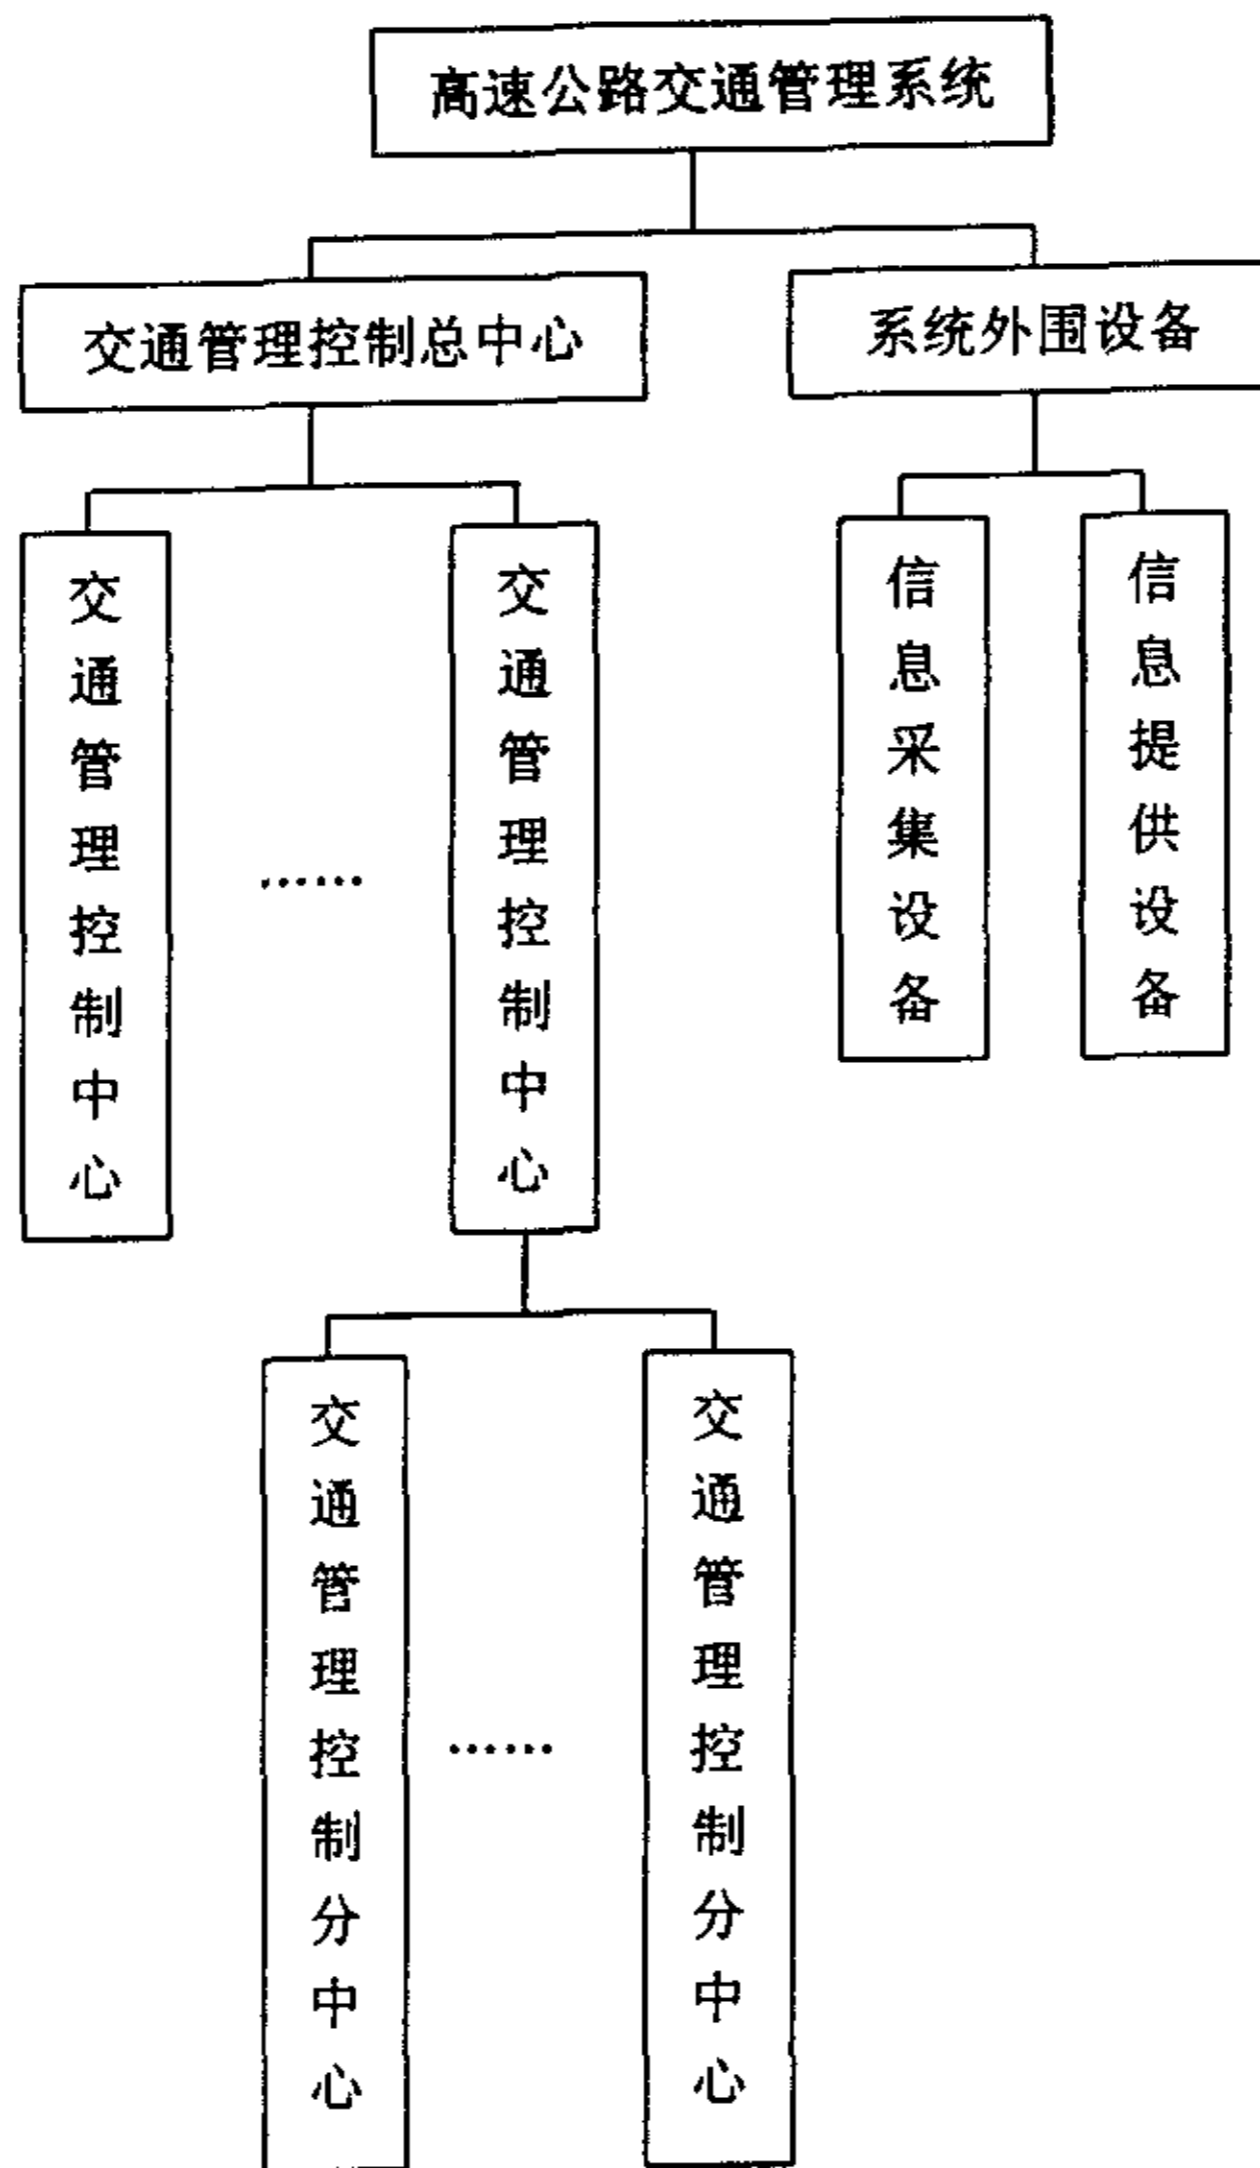 高速公路交通管理系统
交通管理控制总中心
系统外围设备
交通管理控制中心
……
交通管理控制中心
信息采集设备
信息提供设备
交通管理控制分中心
……
交通管理控制分中心